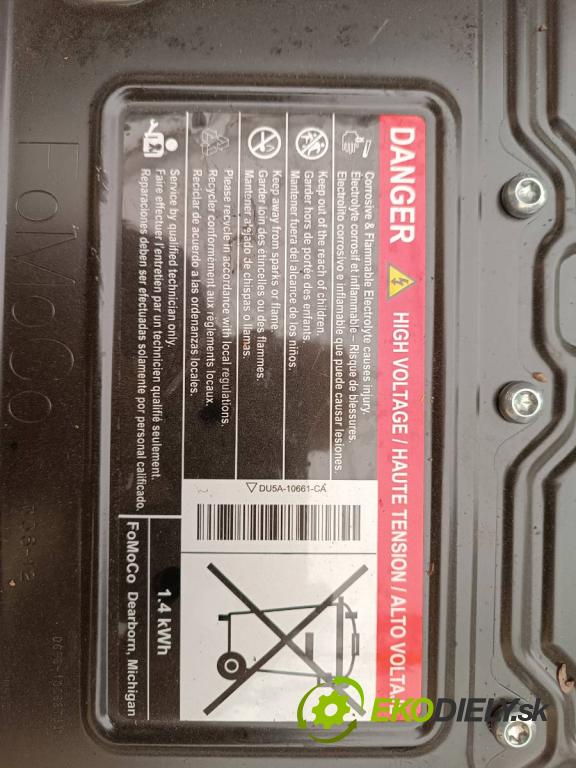 DANGER HIGH VOLTAGE / HAUTE TENSION / ALTO VOLTA
Corrosive & Flammable Electrolyte causes injury.
Electrolyte corrosif et inflammable – Risque de blessures.
Electrolito corrosivo e inflamable que puede causar lesiones
Keep out of the reach of children.
Garder hors de portée des enfants.
Mantener fuera del alcance de los niños.
Keep away from sparks or flame.
Garder loin des étincelles ou des flammes.
Mantener alejado de chispas o llamas.
Please recycle in accordance with local regulations.
Recycler conformément aux règlements locaux.
Reciclar de acuerdo a las ordenanzas locales.
Service by qualified technician only.
Faire effectuer l'entretien par un technicien qualifié seulement.
Reparaciones deben ser efectuadas solamente por personal calificado.
DU5A-10661-CA
1.4 kWh
FoMoCo Dearborn, Michigan
FoMoCo
EKODIELY.sk